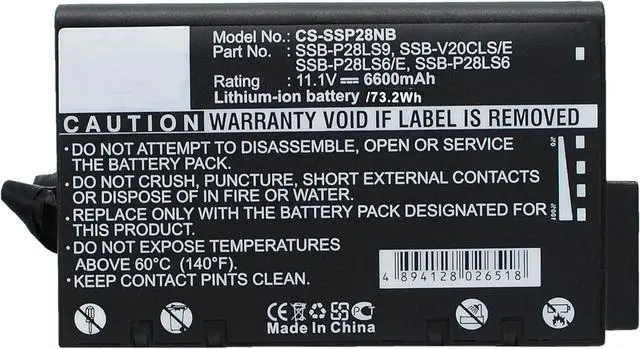 Model No.: CS-SSP28NB
Part No. : SSB-P28LS9, SSB-V20CLS/E
SSB-P28LS6/E, SSB-P28LS6
Rating : 11.1V⎓ 6600mAh
Lithium-ion battery /73.2Wh
CAUTION WARRANTY VOID IF LABEL IS REMOVED
•DO NOT ATTEMPT TO DISASSEMBLE, OPEN OR SERVICE
THE BATTERY PACK.
•DO NOT CRUSH, PUNCTURE, SHORT EXTERNAL CONTACTS
OR DISPOSE OF IN FIRE OR WATER.
•REPLACE ONLY WITH THE BATTERY PACK DESIGNATED FOR
THIS PRODUCT.
•DO NOT EXPOSE TEMPERATURES
ABOVE 60°C (140°F).
•KEEP CONTACT PINTS CLEAN.
4 894128 026518
CE
Made In China